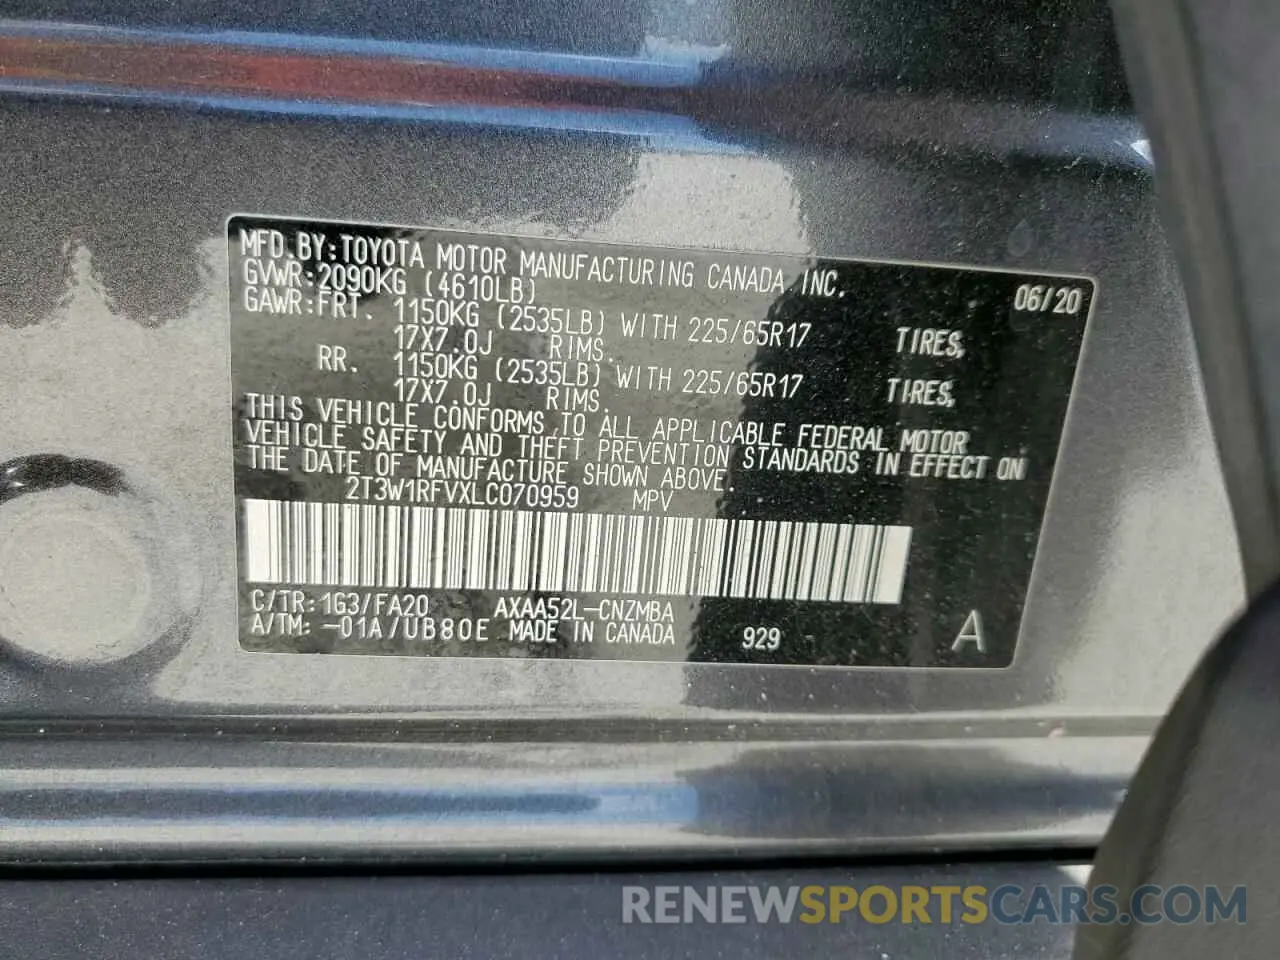 MFD.BY:TOYOTA MOTOR MANUFACTURING CANADA INC. 06/20
GVWR:2090KG (4610LB)
GAWR:FRT. 1150KG (2535LB) WITH 225/65R17 TIRES,
17X7.0J RIMS.
RR. 1150KG (2535LB) WITH 225/65R17 TIRES,
17X7.0J RIMS.
THIS VEHICLE CONFORMS TO ALL APPLICABLE FEDERAL MOTOR
VEHICLE SAFETY AND THEFT PREVENTION STANDARDS IN EFFECT ON
THE DATE OF MANUFACTURE SHOWN ABOVE.
2T3W1RFVXLC070959 MPV
C/TR:1G3/FA20 AXAA52L-CNZMBA
A/TM:-01A/UB80E MADE IN CANADA 929 A
RENEWSPORTSCARS.COM